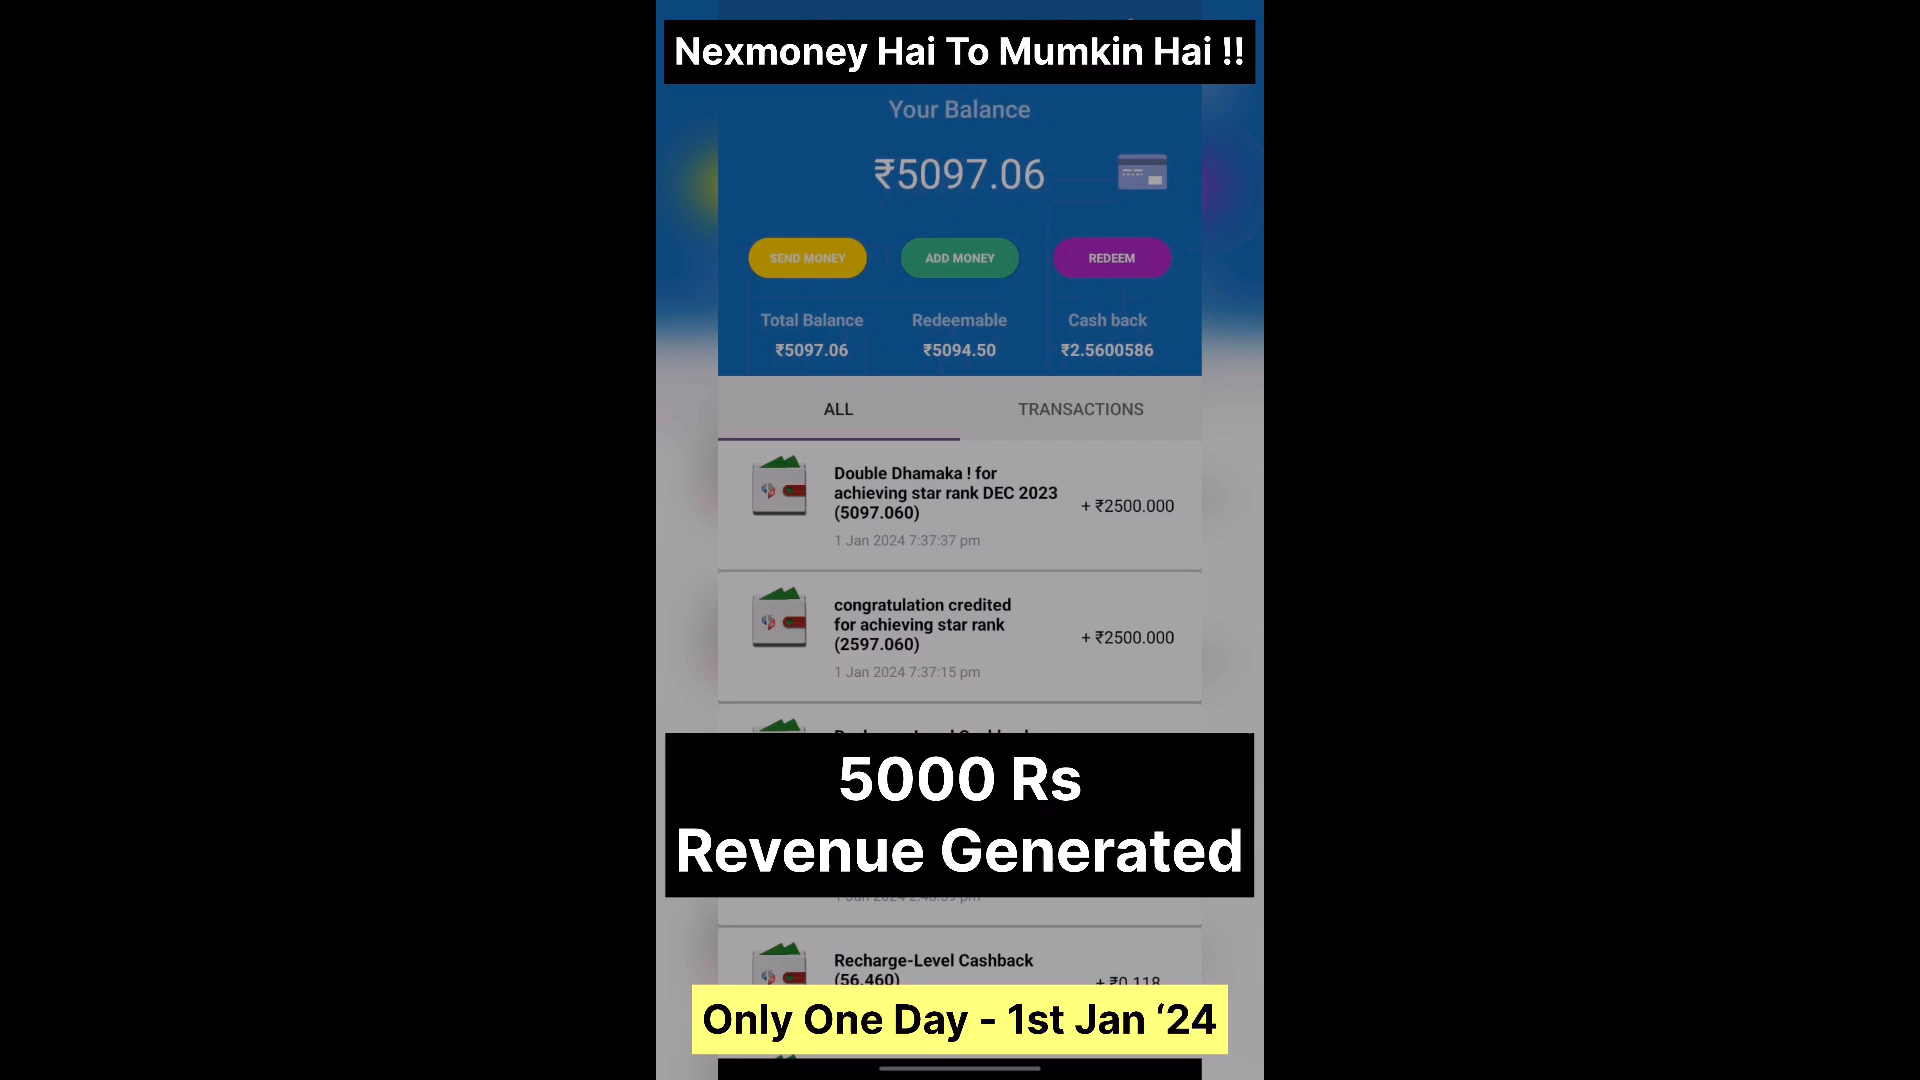 Nexmoney Hai To Mumkin Hai !!
Your Balance
₹5097.06
SEND MONEY
ADD MONEY
REDEEM
Total Balance
Redeemable
Cash back
₹5097.06
₹5094.50
₹2.5600586
ALL
TRANSACTIONS
Double Dhamaka ! for
achieving star rank DEC 2023
(5097.060)
+ ₹2500.000
1 Jan 2024 7:37:37 pm
congratulation credited
for achieving star rank
(2597.060)
+ ₹2500.000
1 Jan 2024 7:37:15 pm
5000 Rs
Revenue Generated
Recharge-Level Cashback
(56.460)
+ ₹0.118
Only One Day - 1st Jan ‘24